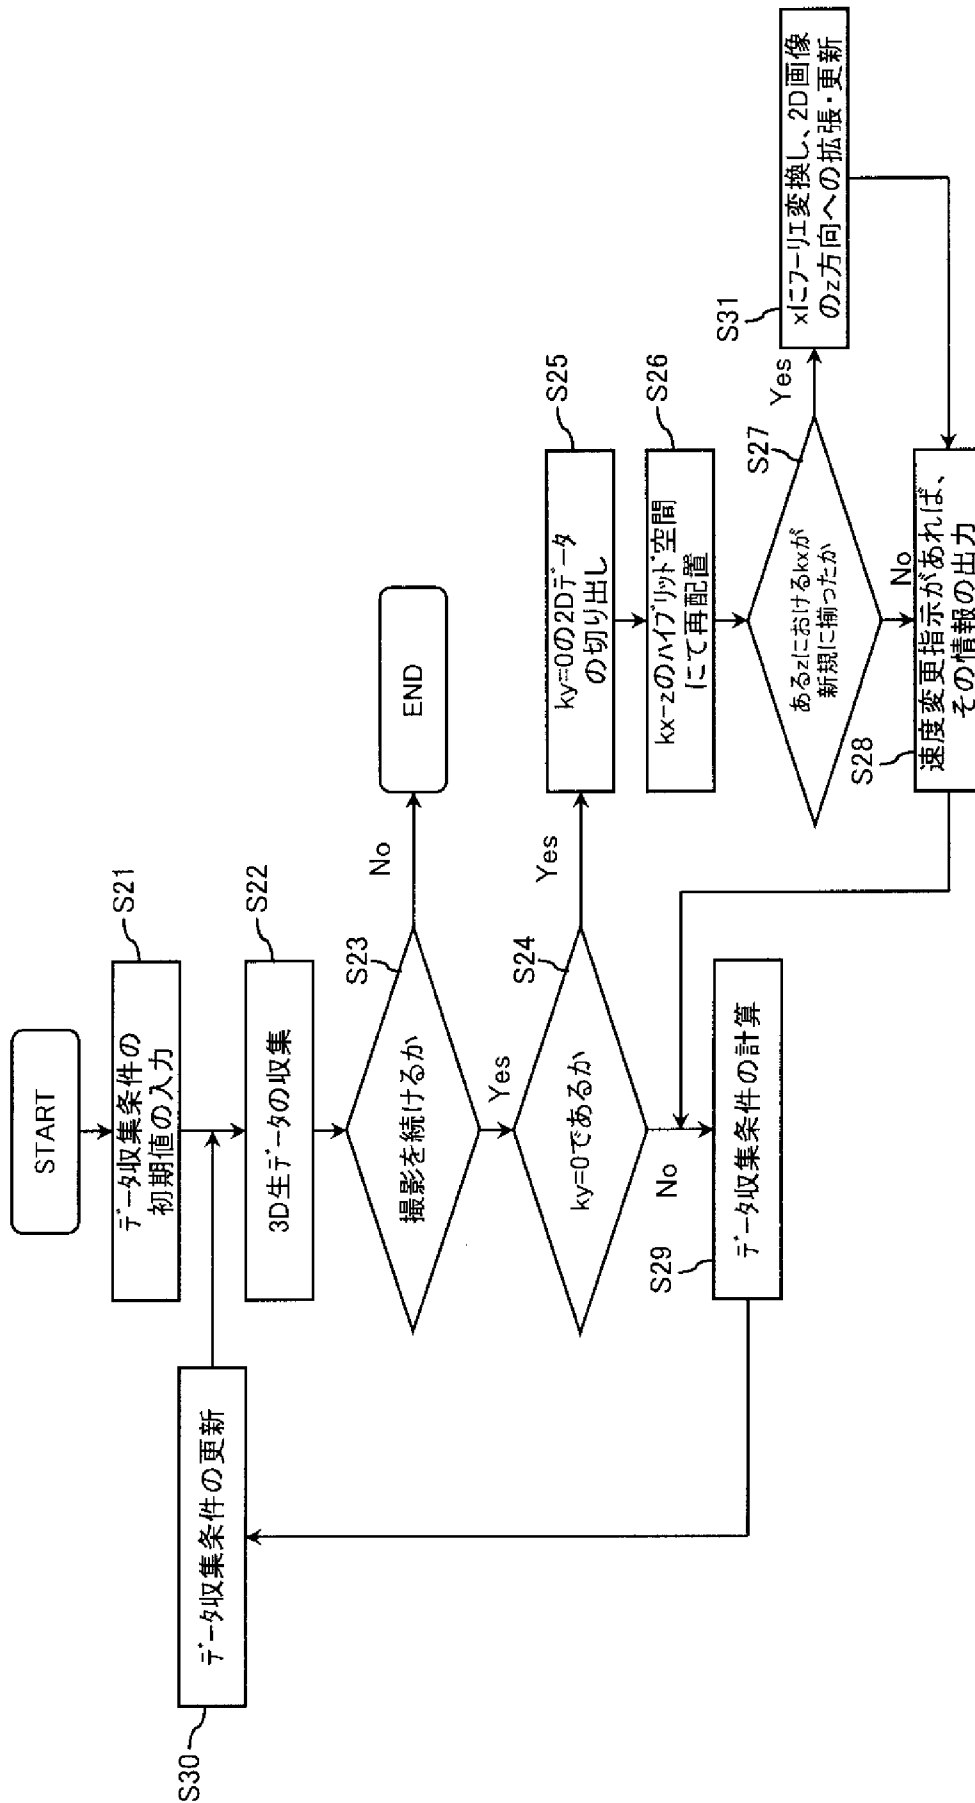 START
S21
データ収集条件の
初期値の入力
S22
3D生データの収集
S23
撮影を続けるか
No
END
Yes
S24
ky=0であるか
Yes
No
S25
ky=0の2Dデータ
の切り出し
S26
kx-zのハイブリッド空間
にて再配置
S27
あるzにおけるkxが
新規に揃ったか
Yes
No
S31
xにフーリエ変換し、2D画像
のz方向への拡張・更新
S28
速度変更指示があれば、
その情報の出力
S29
データ収集条件の計算
S30
データ収集条件の更新